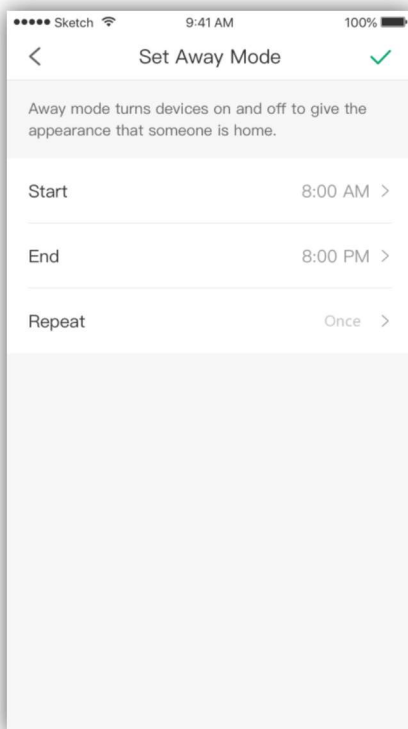 Sketch 9:41 AM 100%
Set Away Mode
Away mode turns devices on and off to give the
appearance that someone is home.
Start 8:00 AM
End 8:00 PM
Repeat Once